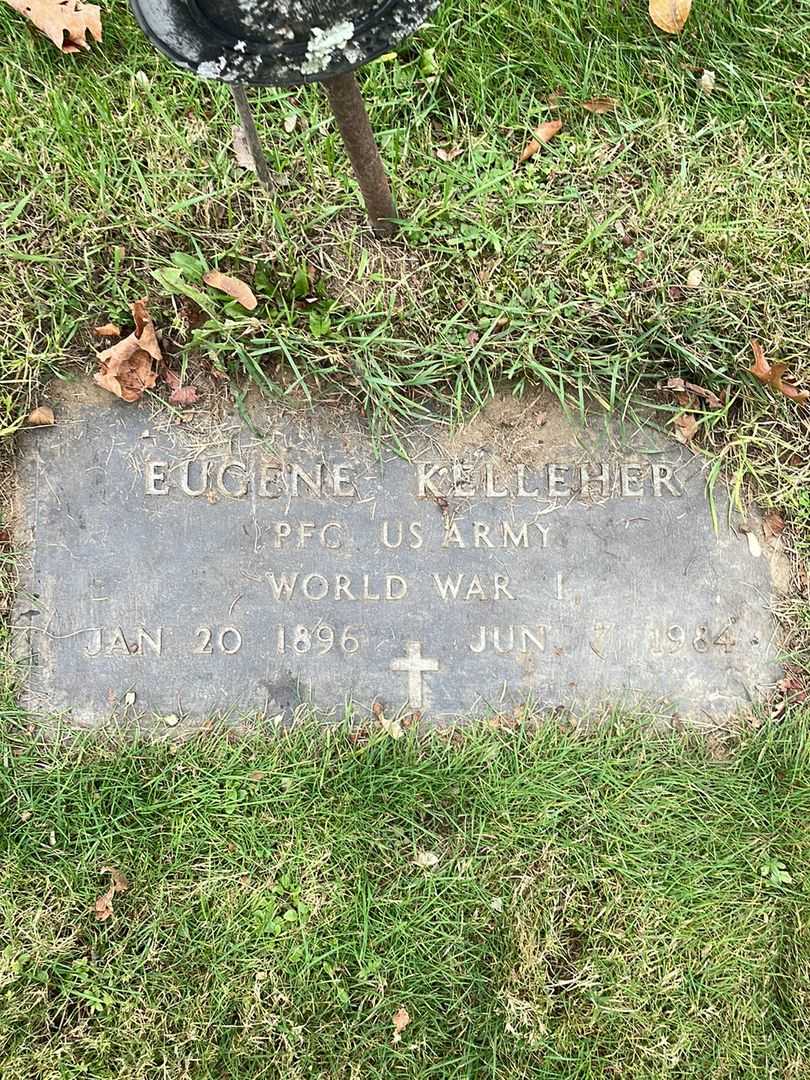 EUGENE KELLEHER
PFC US ARMY
WORLD WAR I
JAN 20 1896 JUN 7 1984